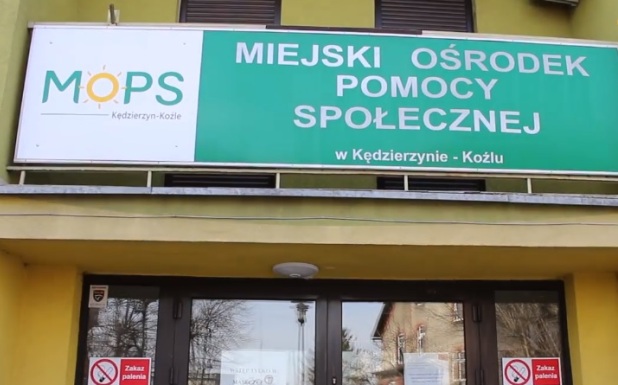 MOPS
Kędzierzyn-Koźle
MIEJSKI OŚRODEK
POMOCY
SPOŁECZNEJ
w Kędzierzynie - Koźlu
Zakaz
palenia
Zakaz
palenia